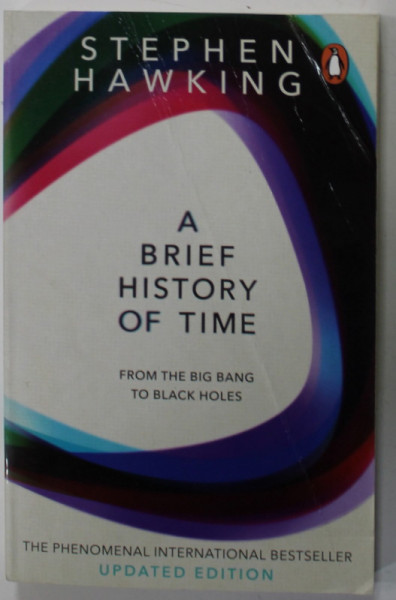 STEPHEN
HAWKING
A
BRIEF
HISTORY
OF TIME
FROM THE BIG BANG
TO BLACK HOLES
THE PHENOMENAL INTERNATIONAL BESTSELLER
UPDATED EDITION